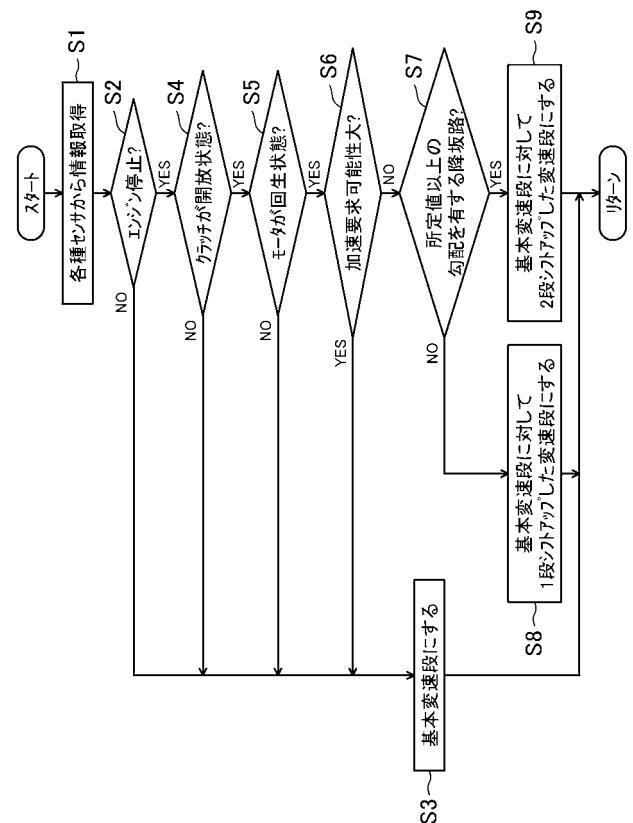 スタート
各種センサから情報取得
S1
エンジン停止?
S2
NO
YES
クラッチが開放状態?
S4
NO
YES
モータが回生状態?
S5
NO
YES
加速要求可能性大?
S6
YES
NO
所定値以上の
勾配を有する降坂路?
S7
NO
YES
基本変速段にする
S3
基本変速段に対して
1段シフトアップした変速段にする
S8
基本変速段に対して
2段シフトアップした変速段にする
S9
リターン